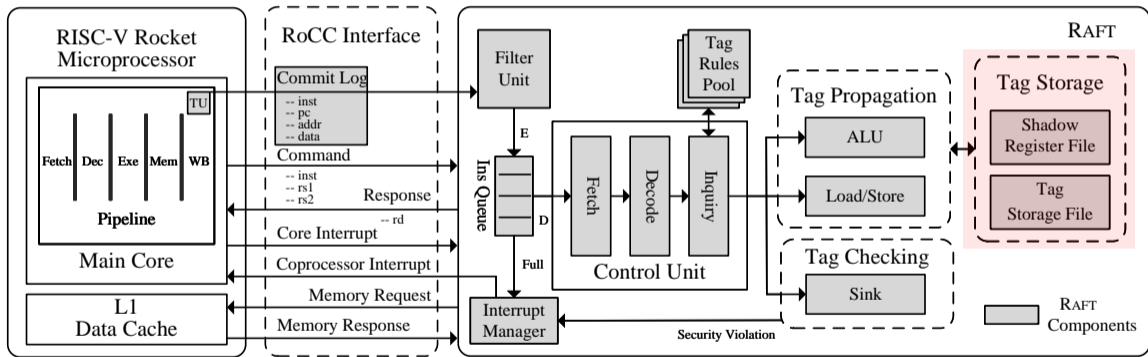 RISC-V Rocket
Microprocessor
TU
Fetch
Dec
Exe
Mem
WB
Pipeline
Main Core
L1
Data Cache
RoCC Interface
Commit Log
-- inst
-- pc
-- addr
-- data
Command
-- inst
-- rs1
-- rs2
Response
-- rd
Core Interrupt
Coprocessor Interrupt
Memory Request
Memory Response
RAFT
Filter
Unit
E
Ins Queue
D
Full
Interrupt
Manager
Tag
Rules
Pool
Fetch
Decode
Inquiry
Control Unit
Tag Propagation
ALU
Load/Store
Tag Checking
Sink
Security Violation
Tag Storage
Shadow
Register File
Tag
Storage File
RAFT
Components